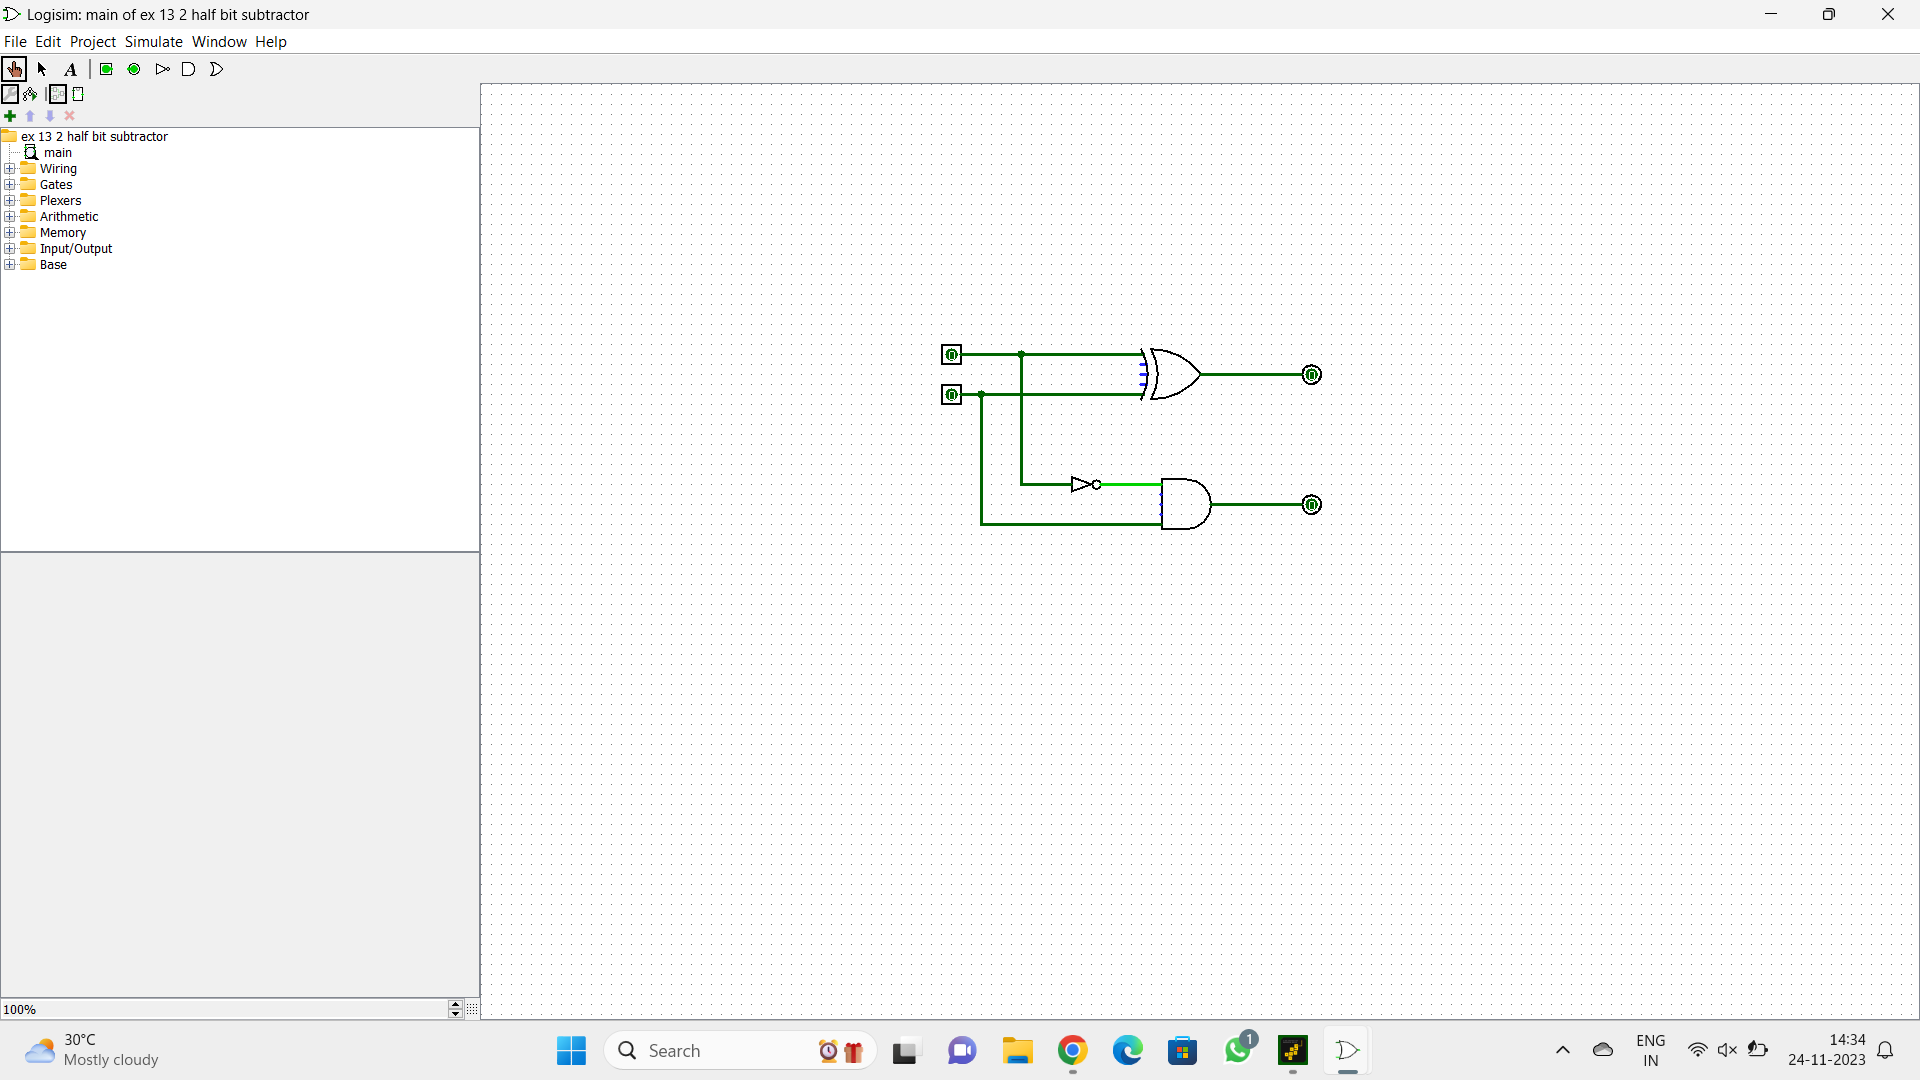 Logisim: main of ex 13 2 half bit subtractor
File Edit Project Simulate Window Help
A
ex 13 2 half bit subtractor
main
Wiring
Gates
Plexers
Arithmetic
Memory
Input/Output
Base
0
0
0
0
100%
30°C
Mostly cloudy
Search
1
ENG
IN
14:34
24-11-2023